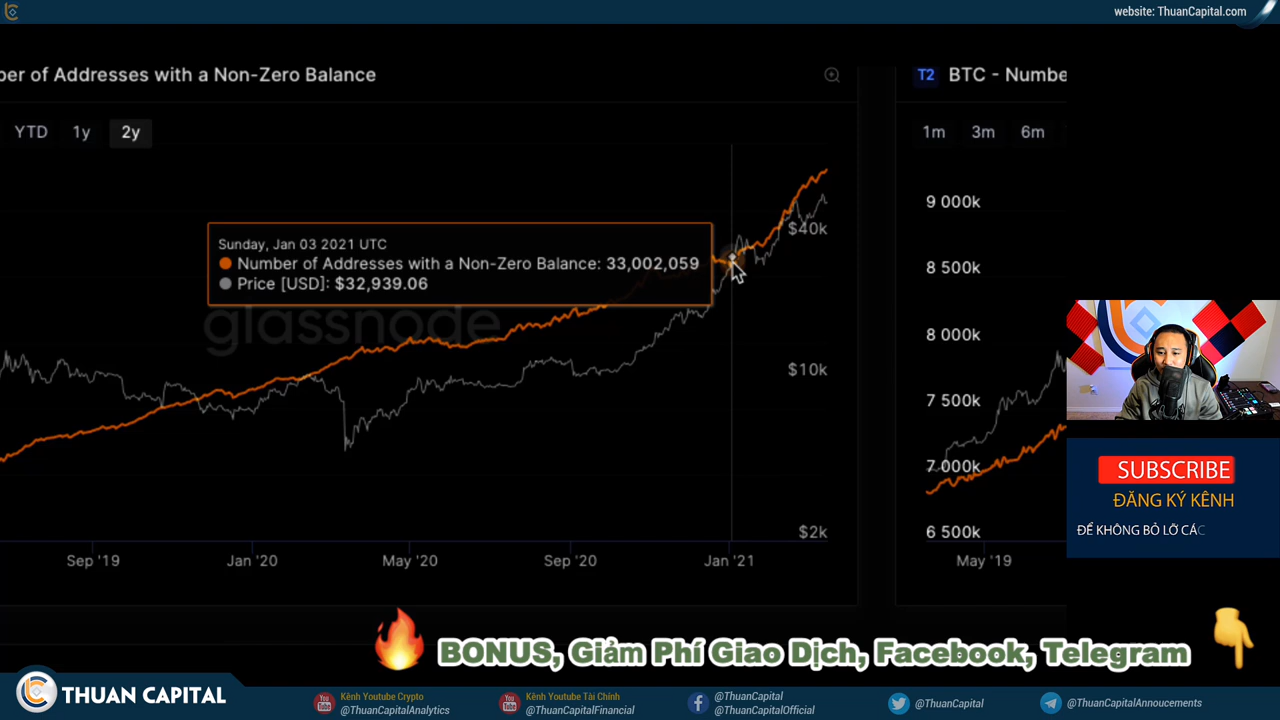 website: ThuanCapital.com
ber of Addresses with a Non-Zero Balance
T2 BTC - Numbe
YTD 1y 2y
1m 3m 6m
Sunday, Jan 03 2021 UTC
Number of Addresses with a Non-Zero Balance: 33,002,059
Price [USD]: $32,939.06
glassnode
$40k
$10k
$2k
Sep '19 Jan '20 May '20 Sep '20 Jan '21
9 000k
8 500k
8 000k
7 500k
7 000k
6 500k
May '19
SUBSCRIBE
ĐĂNG KÝ KÊNH
ĐỂ KHÔNG BỎ LỠ CÁC
BONUS, Giảm Phí Giao Dịch, Facebook, Telegram
THUAN CAPITAL
You Tube
Kênh Youtube Crypto
@ThuanCapitalAnalytics
You Tube
Kênh Youtube Tài Chính
@ThuanCapitalFinancial
@ThuanCapital
@ThuanCapitalOfficial
@ThuanCapital
@ThuanCapitalAnnoucements